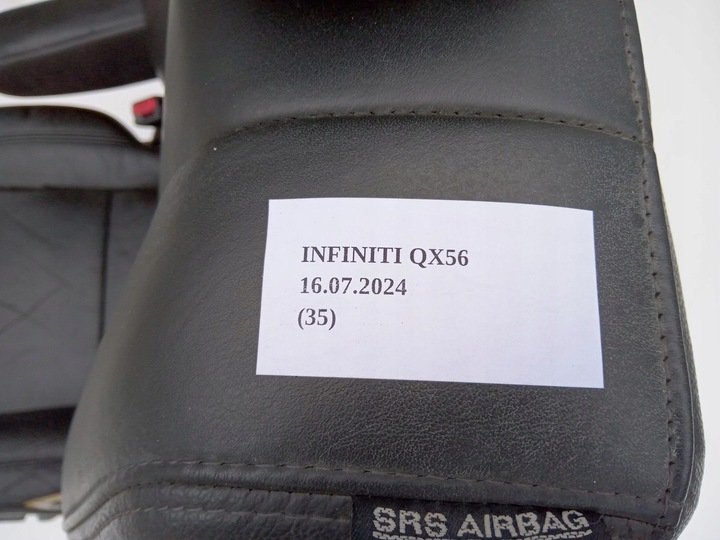 INFINITI QX56
16.07.2024
(35)
SRS AIRBAG